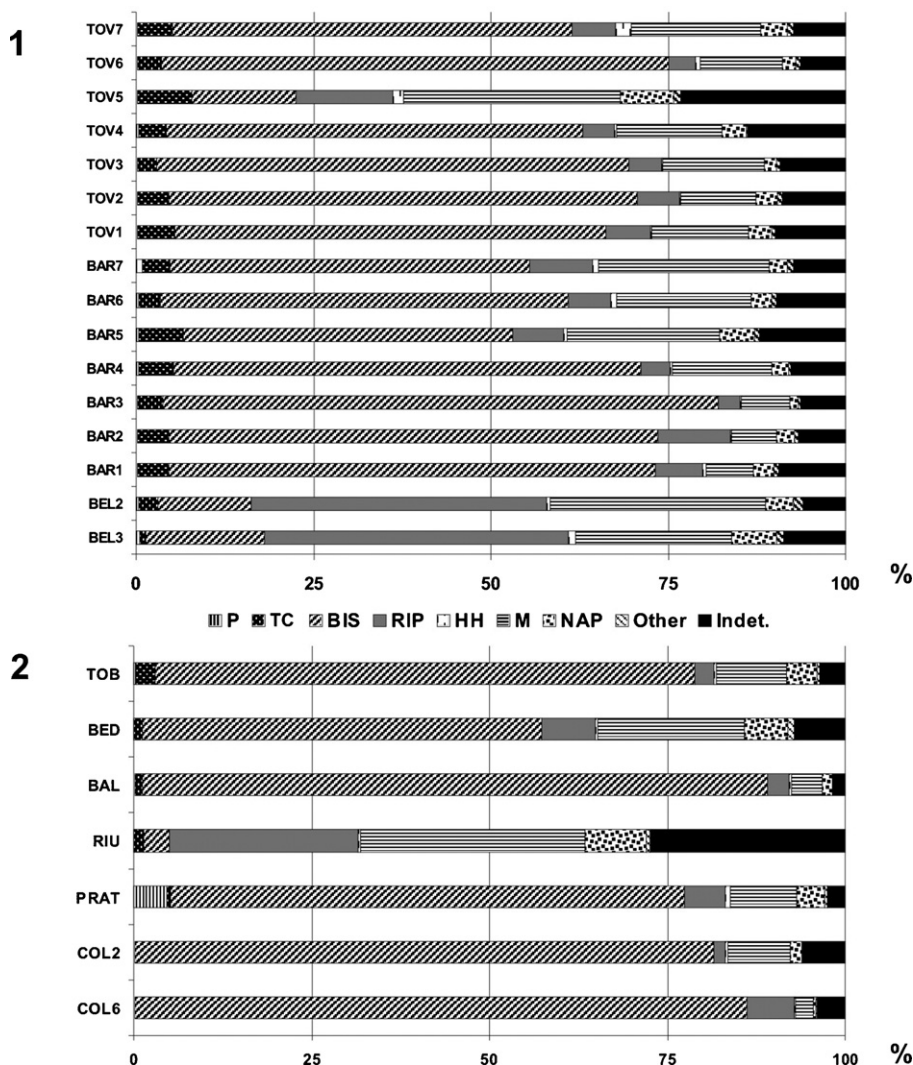 1
TOV7
TOV6
TOV5
TOV4
TOV3
TOV2
TOV1
BAR7
BAR6
BAR5
BAR4
BAR3
BAR2
BAR1
BEL2
BEL3
0 25 50 75 100 %
P TC BIS RIP HH M NAP Other Indet.
2
TOB
BED
BAL
RIU
PRAT
COL2
COL6
0 25 50 75 100 %